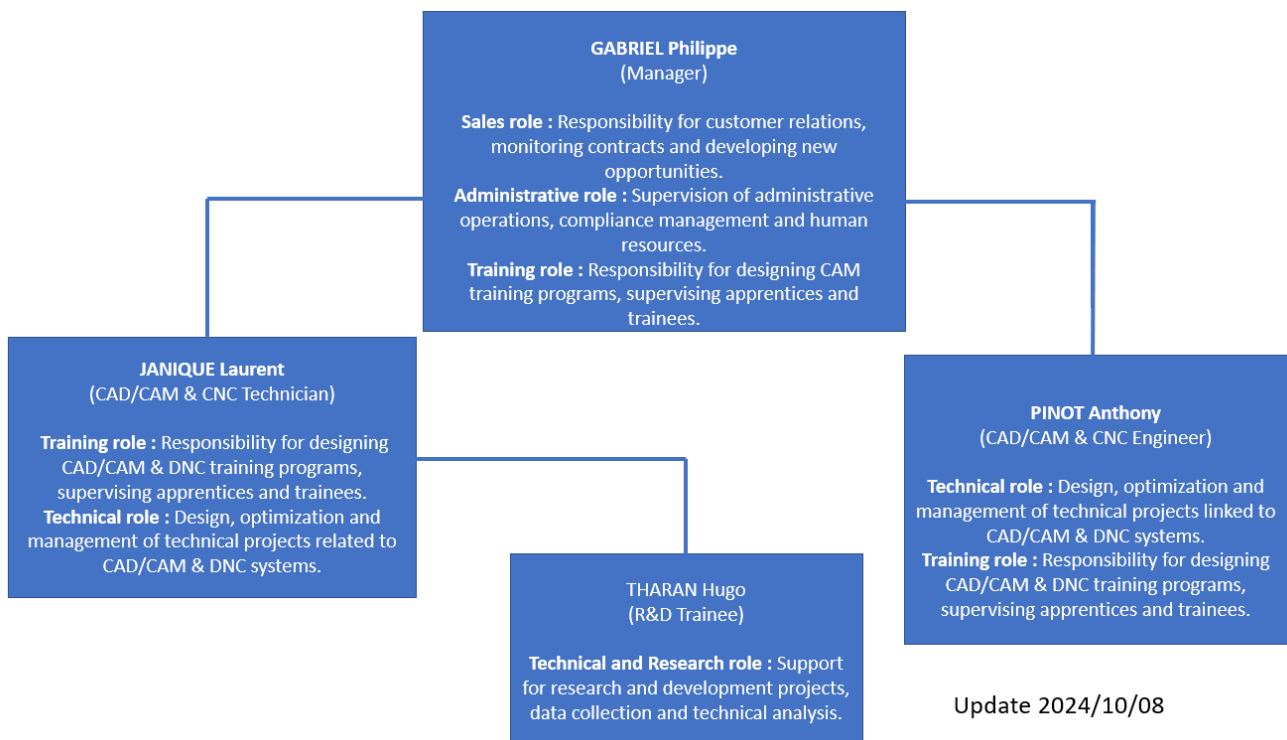 GABRIEL Philippe
(Manager)
Sales role : Responsibility for customer relations,
monitoring contracts and developing new
opportunities.
Administrative role : Supervision of administrative
operations, compliance management and human
resources.
Training role : Responsibility for designing CAM
training programs, supervising apprentices and
trainees.
JANIQUE Laurent
(CAD/CAM & CNC Technician)
Training role : Responsibility for designing
CAD/CAM & DNC training programs,
supervising apprentices and trainees.
Technical role : Design, optimization and
management of technical projects related to
CAD/CAM & DNC systems.
PINOT Anthony
(CAD/CAM & CNC Engineer)
Technical role : Design, optimization and
management of technical projects linked to
CAD/CAM & DNC systems.
Training role : Responsibility for designing
CAD/CAM & DNC training programs,
supervising apprentices and trainees.
THARAN Hugo
(R&D Trainee)
Technical and Research role : Support
for research and development projects,
data collection and technical analysis.
Update 2024/10/08